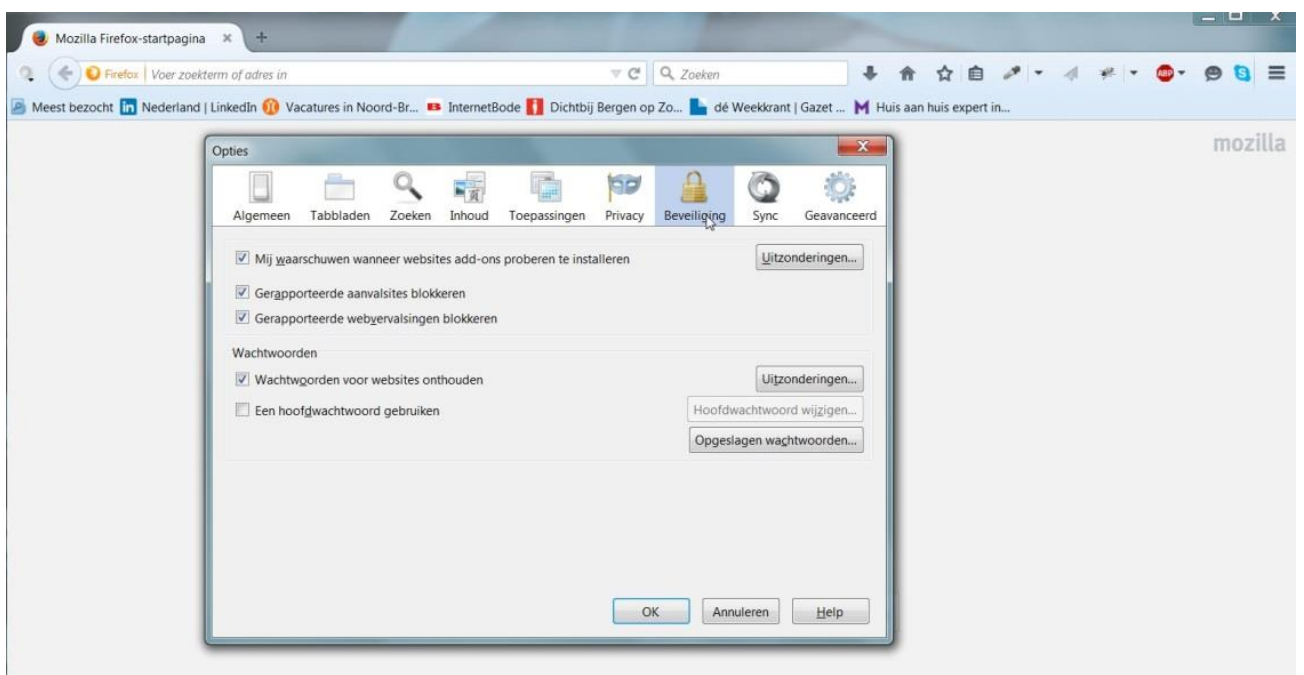 Mozilla Firefox-startpagina
Firefox Voer zoekterm of adres in Zoeken ABP
Meest bezocht in Nederland | LinkedIn Vacatures in Noord-Br... B InternetBode Dichtbij Bergen op Zo... dé Weekkrant | Gazet ... M Huis aan huis expert in...
mozilla
Opties
Algemeen Tabbladen Zoeken Inhoud Toepassingen Privacy Beveiliging Sync Geavanceerd
Mij waarschuwen wanneer websites add-ons proberen te installeren Uitzonderingen...
Gerapporteerde aanvalsites blokkeren
Gerapporteerde webvervalsingen blokkeren
Wachtwoorden
Wachtwoorden voor websites onthouden Uitzonderingen...
Een hoofdwachtwoord gebruiken Hoofdwachtwoord wijzigen...
Opgeslagen wachtwoorden...
OK Annuleren Help